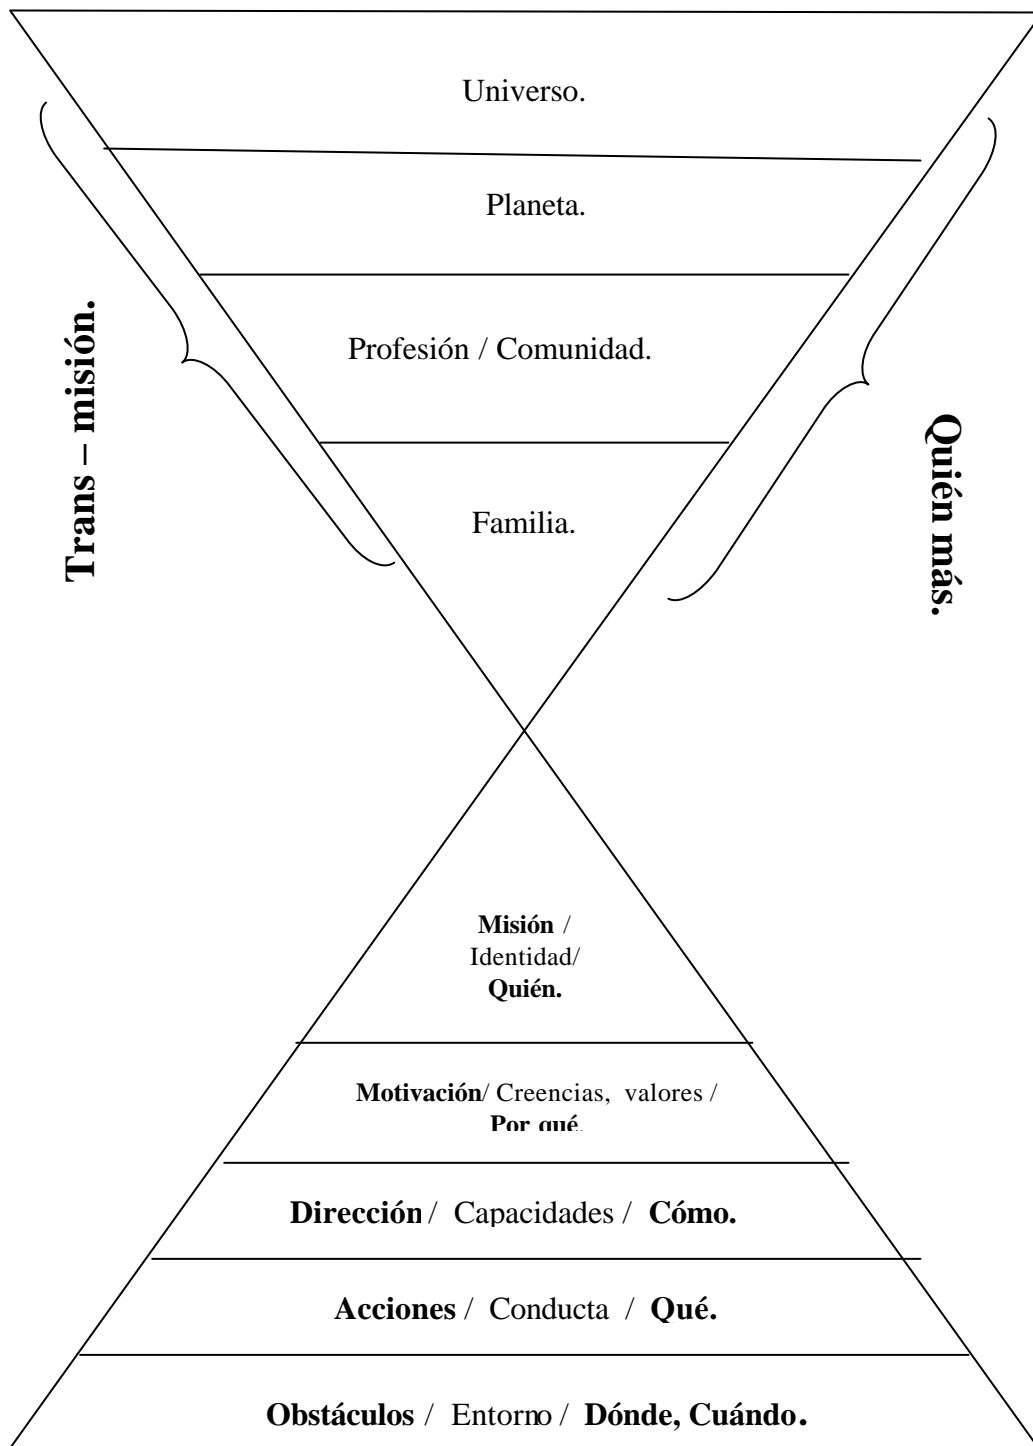 Universo.
Planeta.
Profesión / Comunidad.
Trans – misión.
Quién más.
Familia.
Misión /
Identidad/
Quién.
Motivación/ Creencias, valores /
Por qué.
Dirección / Capacidades / Cómo.
Acciones / Conducta / Qué.
Obstáculos / Entorno / Dónde, Cuándo.